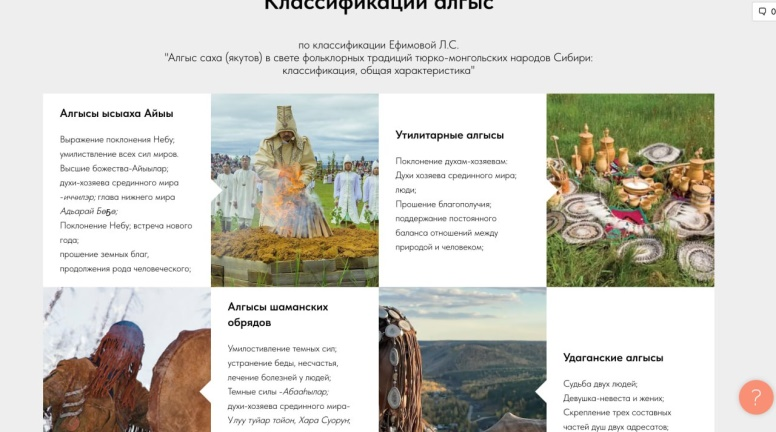 Классификации алгыс
0
по классификации Ефимовой Л.С.
"Алгыс саха (якутов) в свете фольклорных традиций тюрко-монгольских народов Сибири:
классификация, общая характеристика"
Алгысы ысыаха Айыы
Выражение поклонения Небу;
умилиствление всех сил миров.
Высшие божества-Айыылар;
духи-хозяева срединного мира
-иччилэр; глава нижнего мира
Адьарай
Поклонение Небу; встреча нового
года;
прошение земных благ,
продолжения рода человеческого;
Утилитарные алгысы
Поклонение духам-хозяевам:
Духи хозяева срединного мира;
люди;
Прошение благополучия;
поддержание постоянного
баланса отношений между
природой и человеком;
Алгысы шаманских
обрядов
Умилостивление темных сил;
устранение беды, несчастья,
лечение болезней у людей;
Темные силы -Абааhылар;
духи-хозяева срединного мира-
Улуу туйар тойон, Хара Суорун;
Удаганские алгысы
Судьба двух людей;
Девушка-невеста и жених;
Скрепление трех составных
частей душ двух адресатов;
?